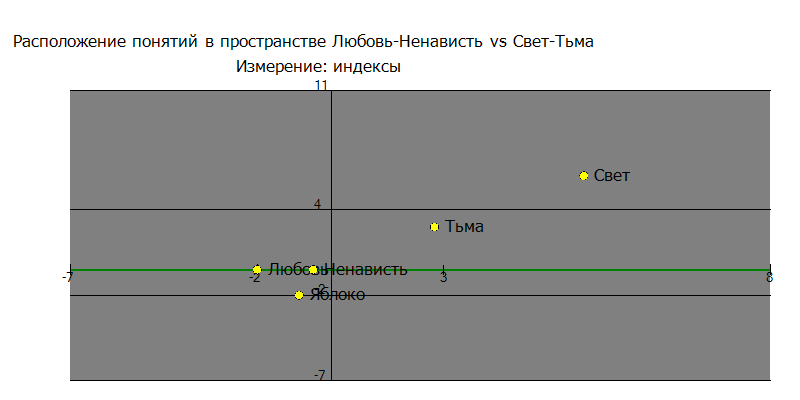 Расположение понятий в пространстве Любовь-Ненависть vs Свет-Тьма
Измерение: индексы
11
Свет
4
Тьма
Любовь
Ненависть
-7
-2
3
8
-2
Яблоко
-7